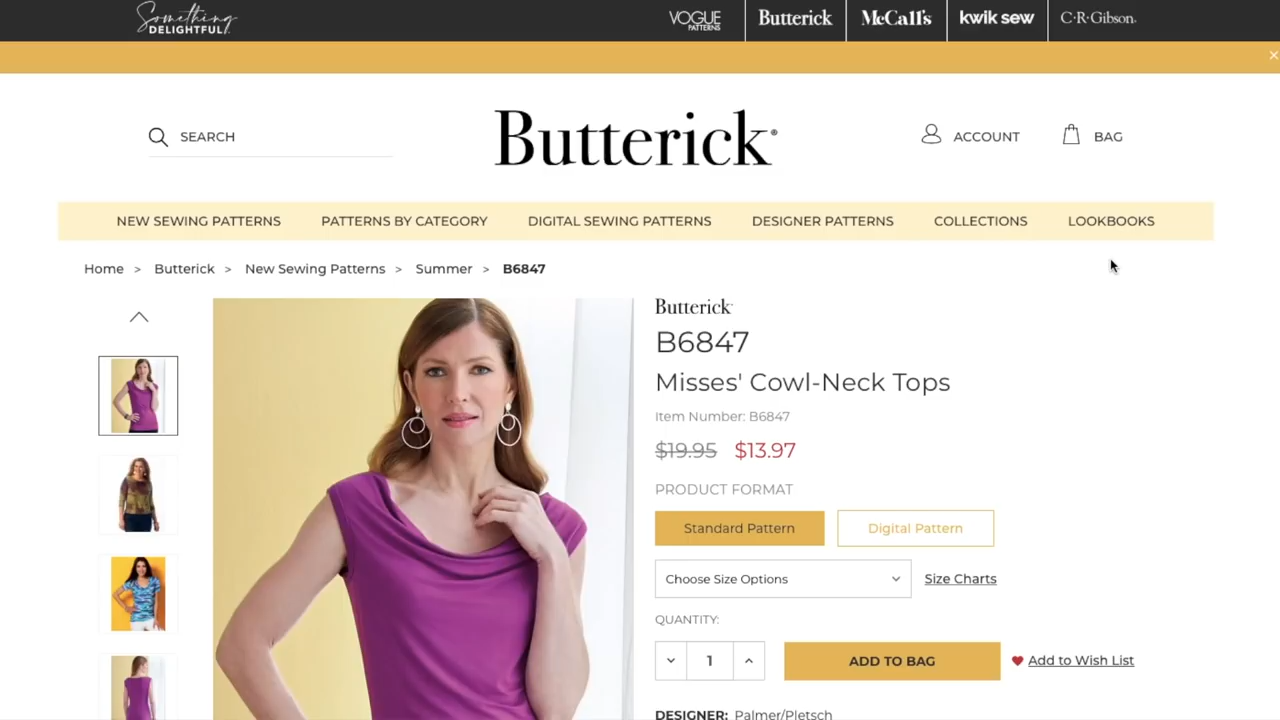 Something
DELIGHTFUL!
VOGUE
PATTERNS
Butterick
McCall's
kwik sew
C·R·Gibson®
×
SEARCH
Butterick®
ACCOUNT
BAG
NEW SEWING PATTERNS
PATTERNS BY CATEGORY
DIGITAL SEWING PATTERNS
DESIGNER PATTERNS
COLLECTIONS
LOOKBOOKS
Home > Butterick > New Sewing Patterns > Summer > B6847
Butterick
B6847
Misses' Cowl-Neck Tops
Item Number: B6847
$19.95 $13.97
PRODUCT FORMAT
Standard Pattern
Digital Pattern
Choose Size Options
Size Charts
QUANTITY:
1
ADD TO BAG
Add to Wish List
DESIGNER: Palmer/Pletsch